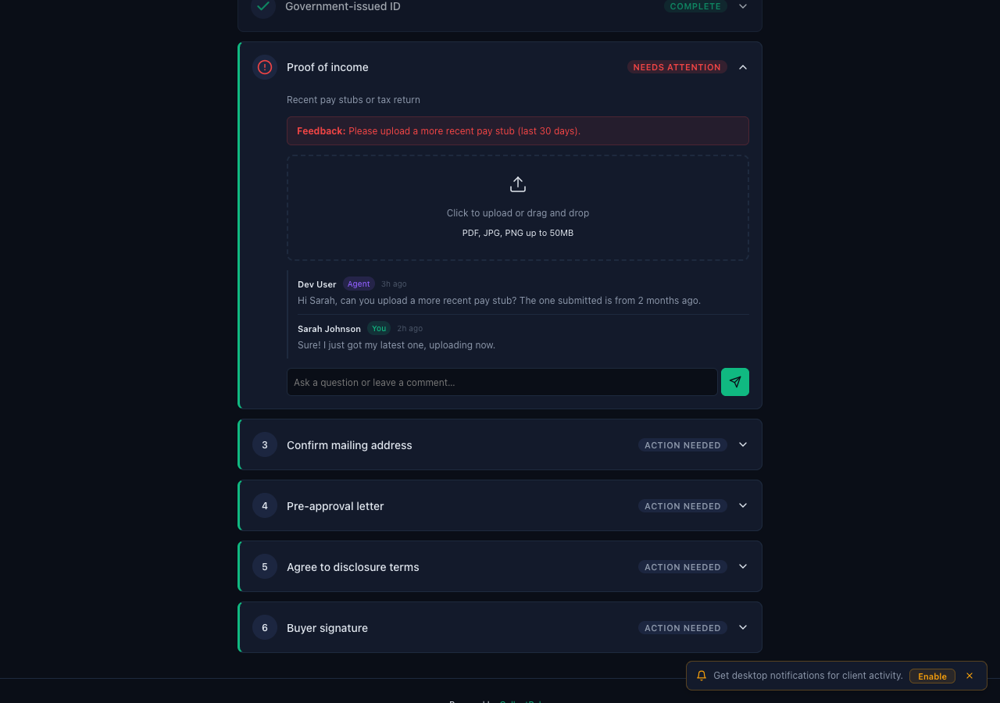 Government-issued ID
COMPLETE
Proof of income
NEEDS ATTENTION
Recent pay stubs or tax return
Feedback: Please upload a more recent pay stub (last 30 days).
Click to upload or drag and drop
PDF, JPG, PNG up to 50MB
Dev User Agent 3h ago
Hi Sarah, can you upload a more recent pay stub? The one submitted is from 2 months ago.
Sarah Johnson You 2h ago
Sure! I just got my latest one, uploading now.
Ask a question or leave a comment...
3 Confirm mailing address ACTION NEEDED
4 Pre-approval letter ACTION NEEDED
5 Agree to disclosure terms ACTION NEEDED
6 Buyer signature ACTION NEEDED
Get desktop notifications for client activity. Enable